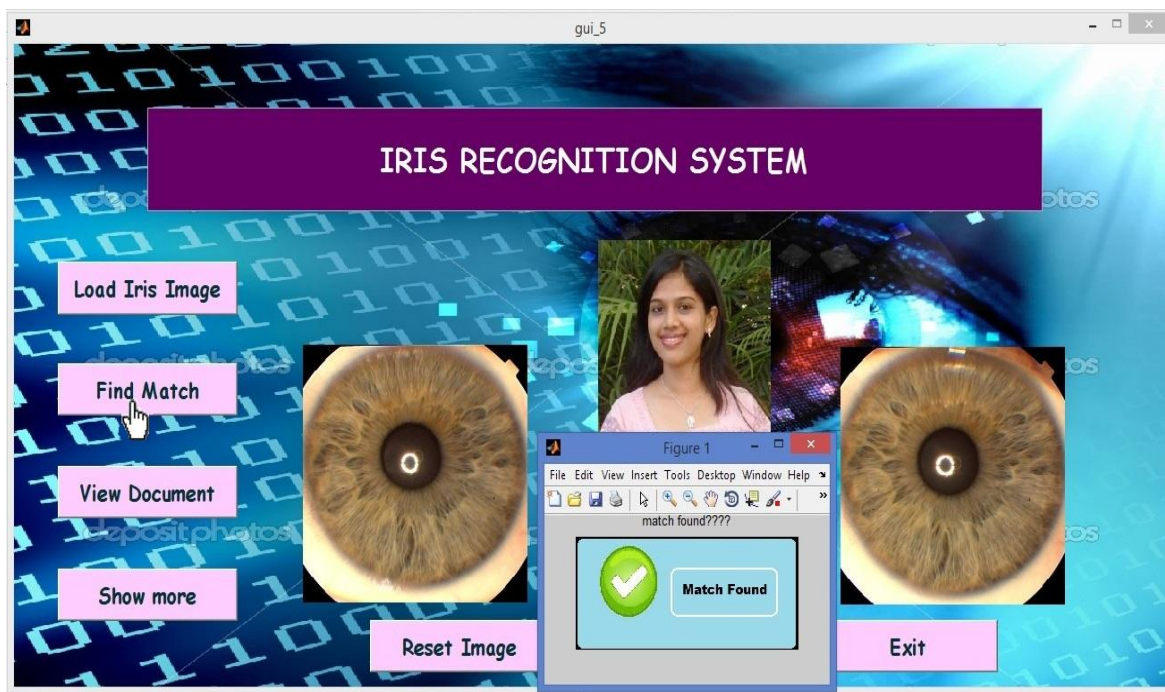 gui_5
IRIS RECOGNITION SYSTEM
Load Iris Image
Find Match
View Document
Show more
Figure 1
File Edit View Insert Tools Desktop Window Help
match found????
Match Found
Reset Image
Exit
depositphotos